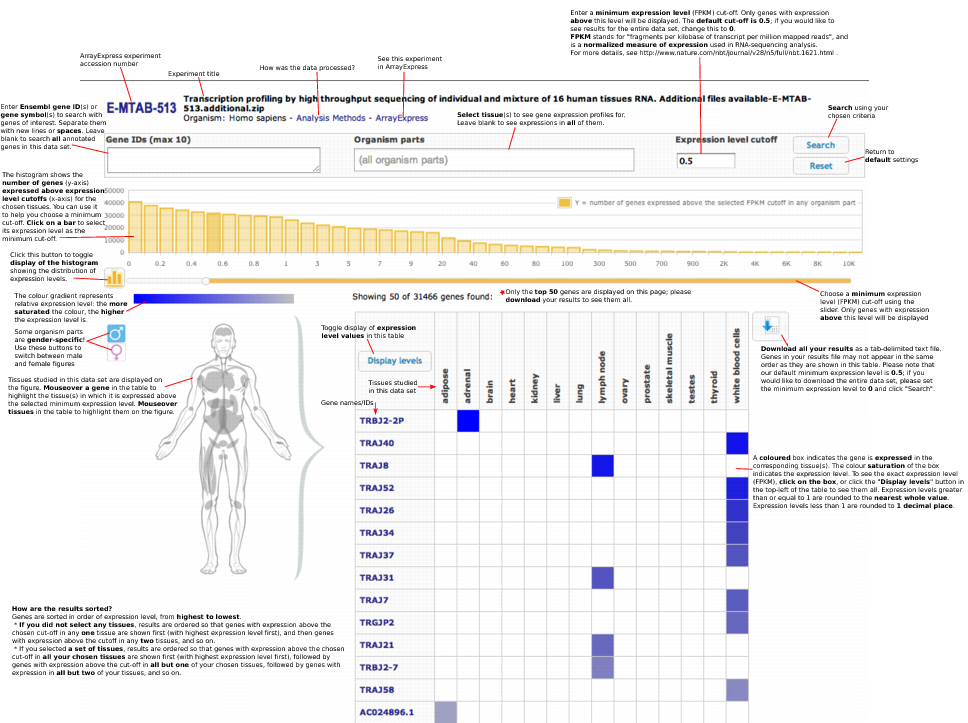 Enter a minimum expression level (FPKM) cut-off. Only genes with expression
above this level will be displayed. The default cut-off is 0.5; if you would like to
see results for the entire data set, change this to 0.
FPKM stands for "fragments per kilobase of transcript per million mapped reads", and
is a normalized measure of expression used in RNA-sequencing analysis.
For more details, see http://www.nature.com/nbt/journal/v28/n5/full/nbt.1621.html .
ArrayExpress experiment
accession number
Experiment title
How was the data processed?
See this experiment
in ArrayExpress
E-MTAB-513
Transcription profiling by high throughput sequencing of individual and mixture of 16 human tissues RNA. Additional files available-E-MTAB-
513.additional.zip
Organism: Homo sapiens - Analysis Methods - ArrayExpress
Enter Ensembl gene ID(s) or
gene symbol(s) to search with
genes of interest. Separate them
with new lines or spaces. Leave
blank to search all annotated
genes in this data set.
Select tissue(s) to see gene expression profiles for.
Leave blank to see expressions in all of them.
Search using your
chosen criteria
Gene IDs (max 10)
Organism parts
(all organism parts)
Expression level cutoff
0.5
Search
Reset
Return to
default settings
The histogram shows the
number of genes (y-axis)
expressed above expression
level cutoffs (x-axis) for the
chosen tissues. You can use it
to help you choose a minimum
cut-off. Click on a bar to select
its expression level as the
minimum cut-off.
50000
40000
30000
20000
10000
Y = number of genes expressed above the selected FPKM cutoff in any organism part
0 0.2 0.5 0.8 1 3 5 7 9 20 40 60 80 100 300 500 700 900 2K 4K 6K 8K 10K
Click this button to toggle
display of the histogram
showing the distribution of
expression levels.
The colour gradient represents
relative expression level: the more
saturated the colour, the higher
the expression level is.
Showing 50 of 31466 genes found:
Only the top 50 genes are displayed on this page; please
download your results to see them all.
Choose a minimum expression
level (FPKM) cut-off using the
slider. Only genes with expression
above this level will be displayed
Some organism
parts are
are gender-specific!
Use these buttons to
switch between male
and female figures
Toggle display of expression
level values in this table
Display levels
Tissues studied
in this data set
Gene names/IDs
adipose
adrenal
brain
heart
kidney
liver
lung
lymph node
ovary
prostate
skeletal muscle
testes
thyroid
white blood cells
Download all your results as a tab-delimited text file.
Genes in your results file may not appear in the same
order as they are shown in this table. Please note that
our default minimum expression level is 0.5; if you
would like to download the entire data set, please set
the minimum expression level to 0 and click "Search".
Tissues studied in this data set are displayed on
the figure. Mouseover a gene in the table to
highlight the tissue(s) in which it is expressed above
the selected minimum expression level. Mouseover
tissues in the table to highlight them on the figure.
TRBJ2-2P
TRAJ40
TRAJ8
TRAJ52
TRAJ26
TRAJ34
TRAJ37
TRAJ31
TRAJ7
TRGJP2
TRAJ21
TRBJ2-7
TRAJ58
AC024896.1
A coloured box indicates the gene is expressed in the
corresponding tissue(s). The colour saturation of the box
indicates the expression level. To see the exact expression level
(FPKM), click on the box, or click the "Display levels" button in
the top-left of the table to see them all. Expression levels greater
than or equal to 1 are rounded to the nearest whole value.
Expression levels less than 1 are rounded to 1 decimal place.
How are the results sorted?
Genes are sorted in order of expression level, from highest to lowest.
* If you did not select any tissues, results are ordered so that genes with expression above the
chosen cut-off in any one tissue are shown first (with highest expression level first), and then genes
with expression above the cutoff in any two tissues, and so on.
* If you selected a set of tissues, results are ordered so that genes with expression above the chosen
cut-off in all your chosen tissues are shown first (with highest expression level first), followed by
genes with expression above the cut-off in all but one of your chosen tissues, followed by genes with
expression in all but two of your tissues, and so on.